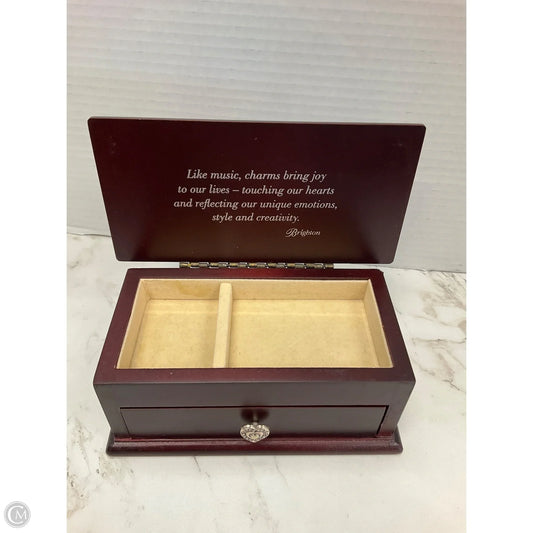 Like music, charms bring joy
to our lives – touching our hearts
and reflecting our unique emotions,
style and creativity.
Brighton
CM